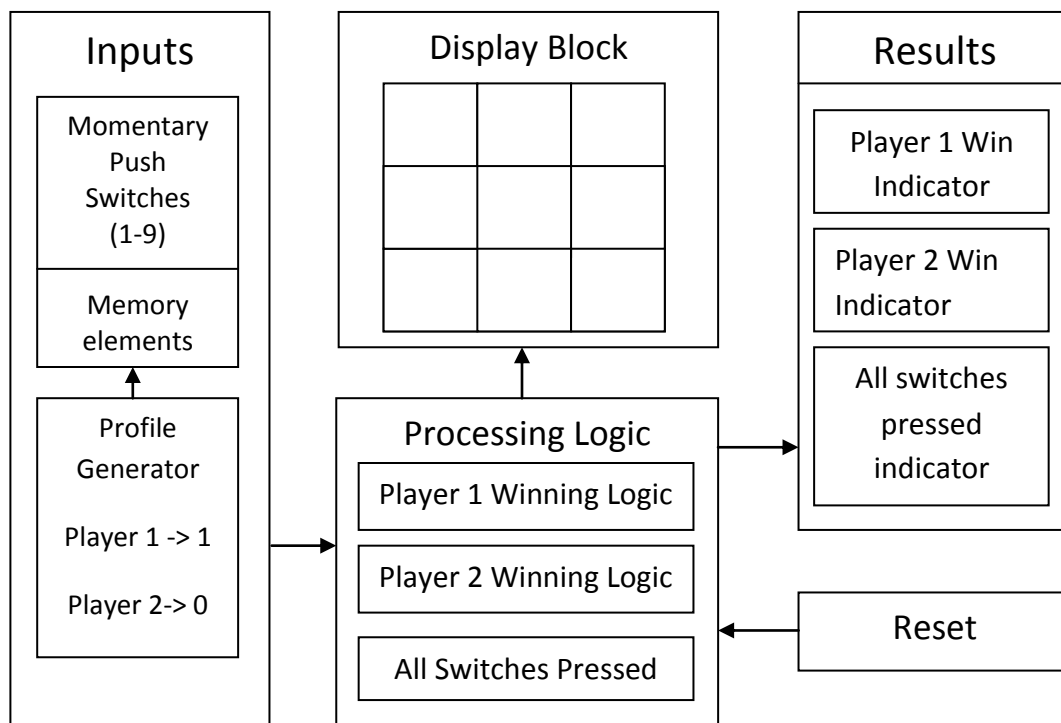 Inputs
Momentary
Push
Switches
(1-9)
Memory
elements
Profile
Generator
Player 1 -> 1
Player 2-> 0
Display Block
Processing Logic
Player 1 Winning Logic
Player 2 Winning Logic
All Switches Pressed
Results
Player 1 Win
Indicator
Player 2 Win
Indicator
All switches
pressed
indicator
Reset